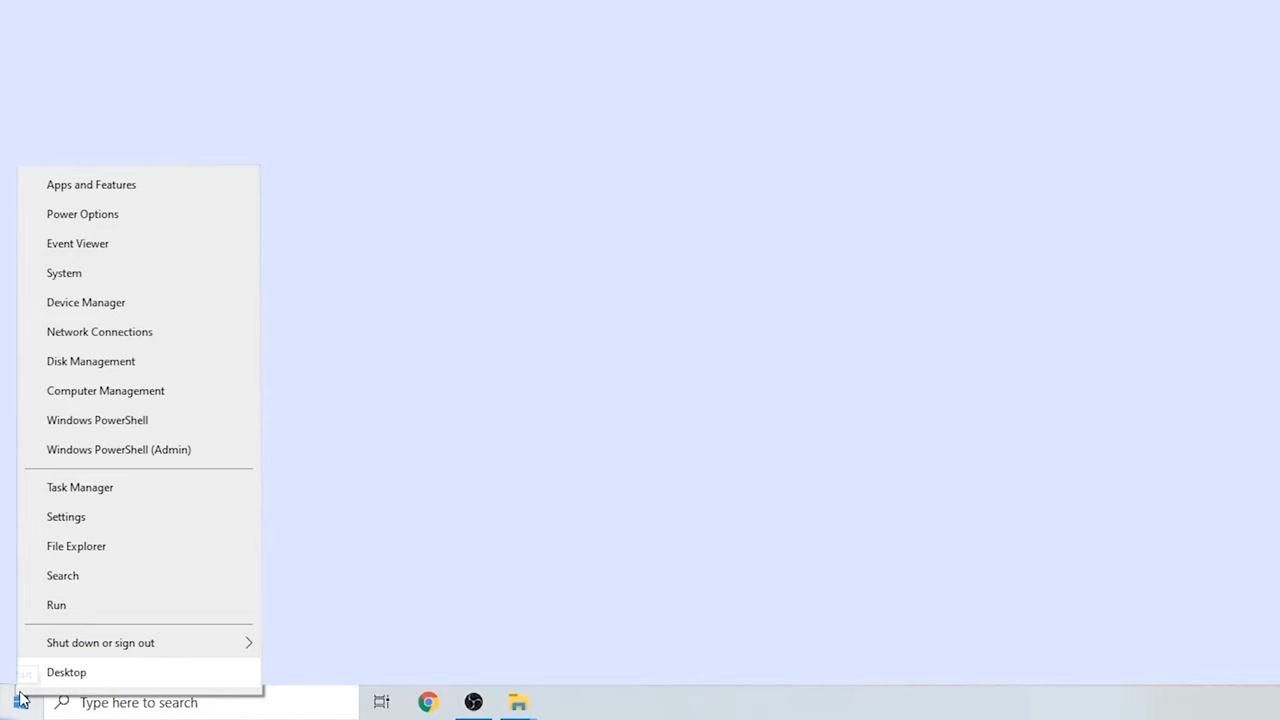 Apps and Features
Power Options
Event Viewer
System
Device Manager
Network Connections
Disk Management
Computer Management
Windows PowerShell
Windows PowerShell (Admin)
Task Manager
Settings
File Explorer
Search
Run
Shut down or sign out
Desktop
Type here to search